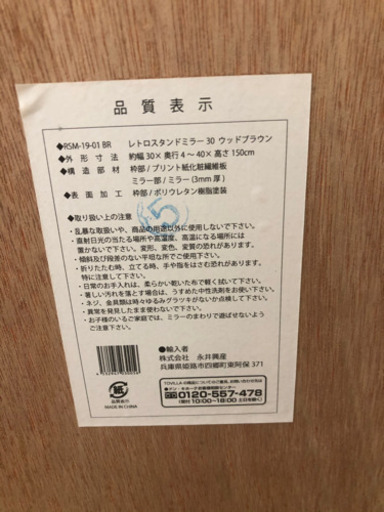 品質表示
◆RSM-19-01 BR レトロスタンドミラー30 ウッドブラウン
◆外形寸法 約幅30×奥行4〜40×高さ150cm
◆構造部材 枠部/プリント紙化粧繊維板
ミラー部/ミラー(3mm厚)
◆表面加工 枠部/ポリウレタン樹脂塗装
◆取り扱い上の注意
・乱暴な取扱いや、商品の用途以外に使用しないで下さい。
・直射日光の当たる場所や高湿度、高温になる場所には
置かないで下さい。変形、変色、変質の恐れがあります。
・傾斜及び段差のない平坦な所でご使用下さい。
・折りたたむ時、立てる時、手や指をはさむ恐れがあります。
特に注意して下さい。
・日常のお手入れは、柔らかい乾いた布で軽く拭いて下さい。
・著しい汚れを落とす場合は、うすめた中性洗剤をお使い下さい。
・ネジ、金具類は時々ゆるみグラツキがないか点検して下さい。
・異常を発見したまま使わないで下さい。
・お子様のいるご家庭では、ミラーのまわりで遊ばせないよう
ご注意下さい。
15
◆輸入者
株式会社 永井興産
兵庫県姫路市四郷町東阿保 371
紙
品質表示
MADE IN CHINA
0120-557-478
(受付)10:00〜18:00